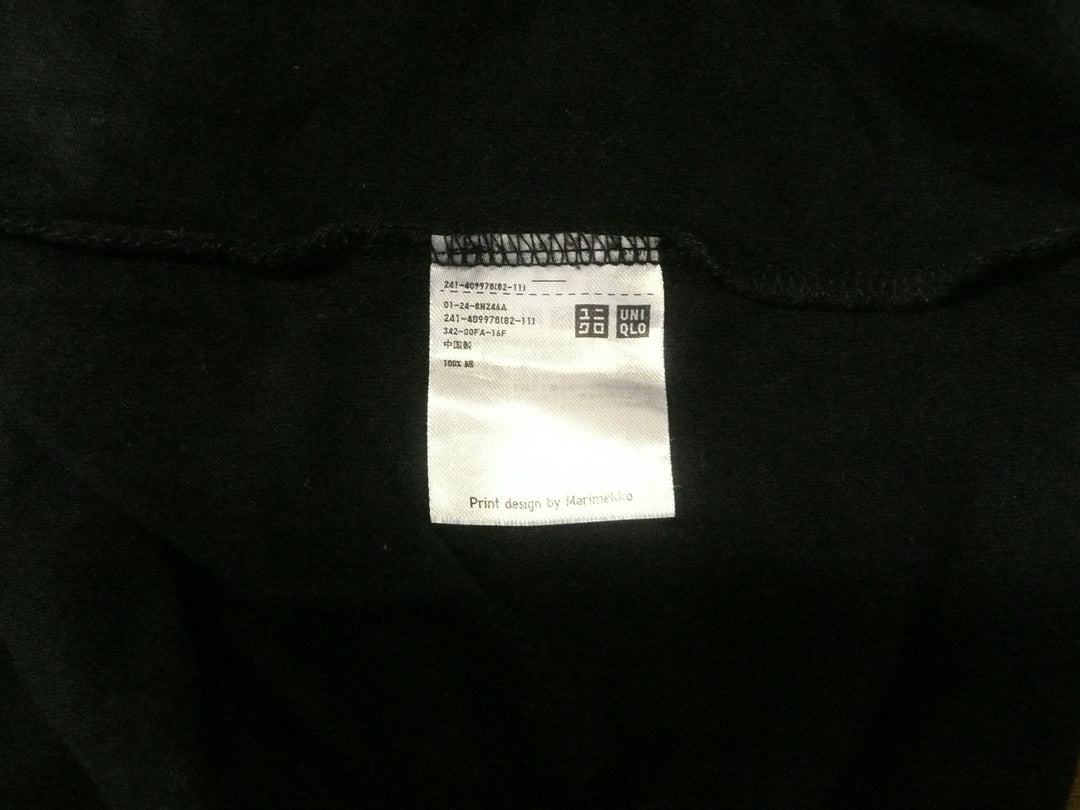 241-409978(82-11)
01-24-8NZ46A
241-409978(82-11)
342-00FA-16F
中国製
100% 綿
ユニ
クロ
UNI
QLO
Print design by Marimekko